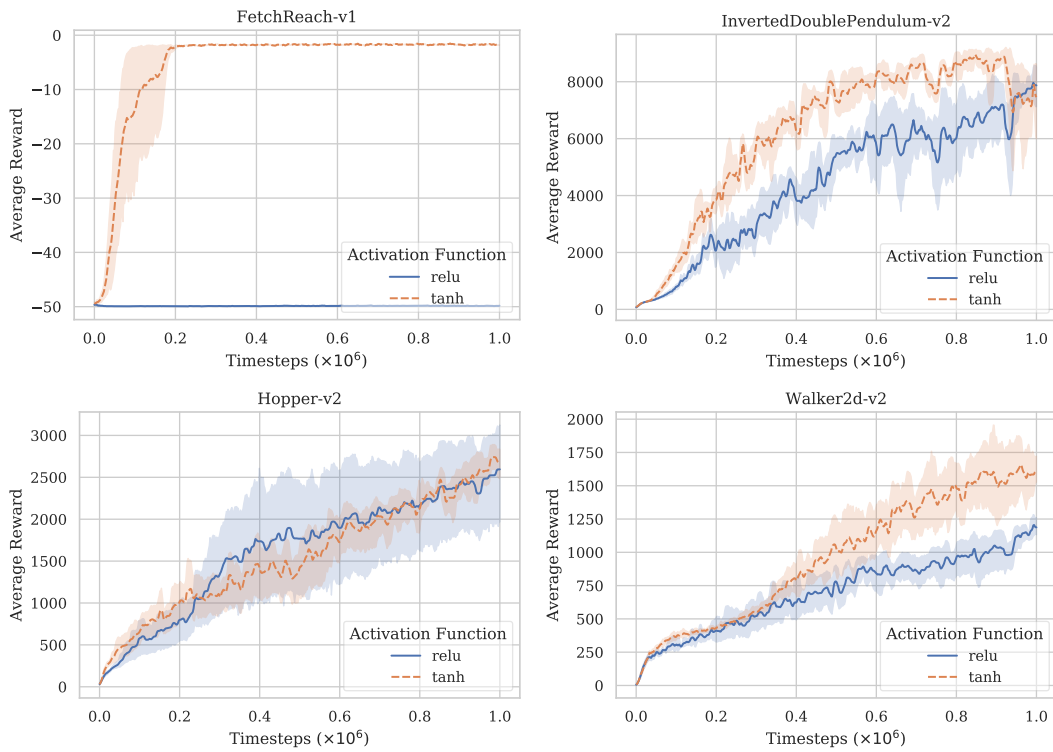 FetchReach-v1
0
−10
−20
−30
−40
−50
Average Reward
Activation Function
relu
tanh
0.0 0.2 0.4 0.6 0.8 1.0
Timesteps (×10⁶)
InvertedDoublePendulum-v2
8000
6000
4000
2000
0
Average Reward
Activation Function
relu
tanh
0.0 0.2 0.4 0.6 0.8 1.0
Timesteps (×10⁶)
Hopper-v2
3000
2500
2000
1500
1000
500
0
Average Reward
Activation Function
relu
tanh
0.0 0.2 0.4 0.6 0.8 1.0
Timesteps (×10⁶)
Walker2d-v2
2000
1750
1500
1250
1000
750
500
250
0
Average Reward
Activation Function
relu
tanh
0.0 0.2 0.4 0.6 0.8 1.0
Timesteps (×10⁶)